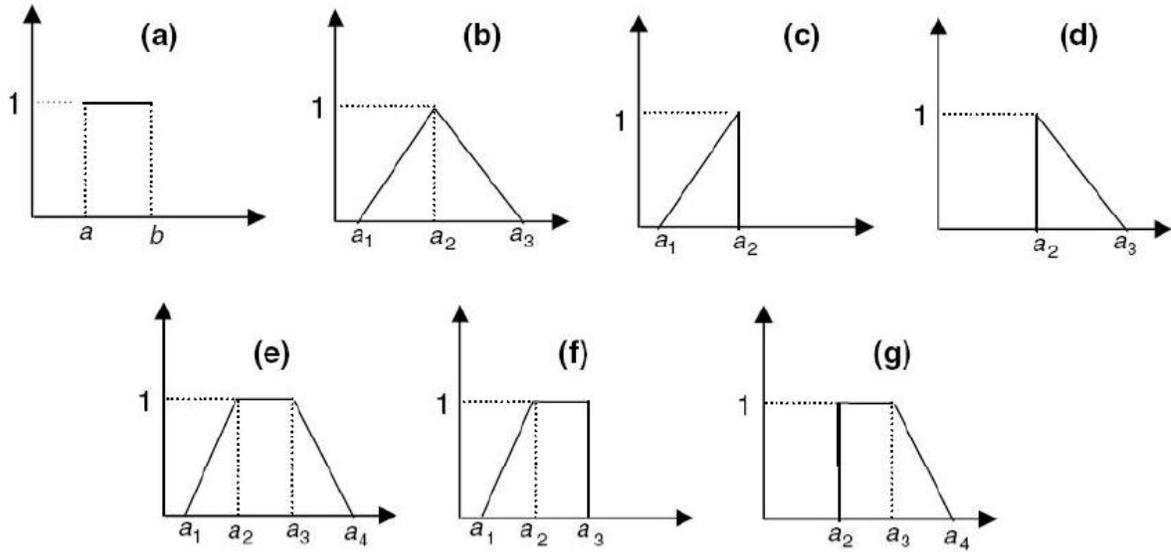 (a) (b) (c) (d)
1 1 1 1
a b a₁ a₂ a₃ a₁ a₂ a₂ a₃
(e) (f) (g)
1 1 1
a₁ a₂ a₃ a₄ a₁ a₂ a₃ a₂ a₃ a₄